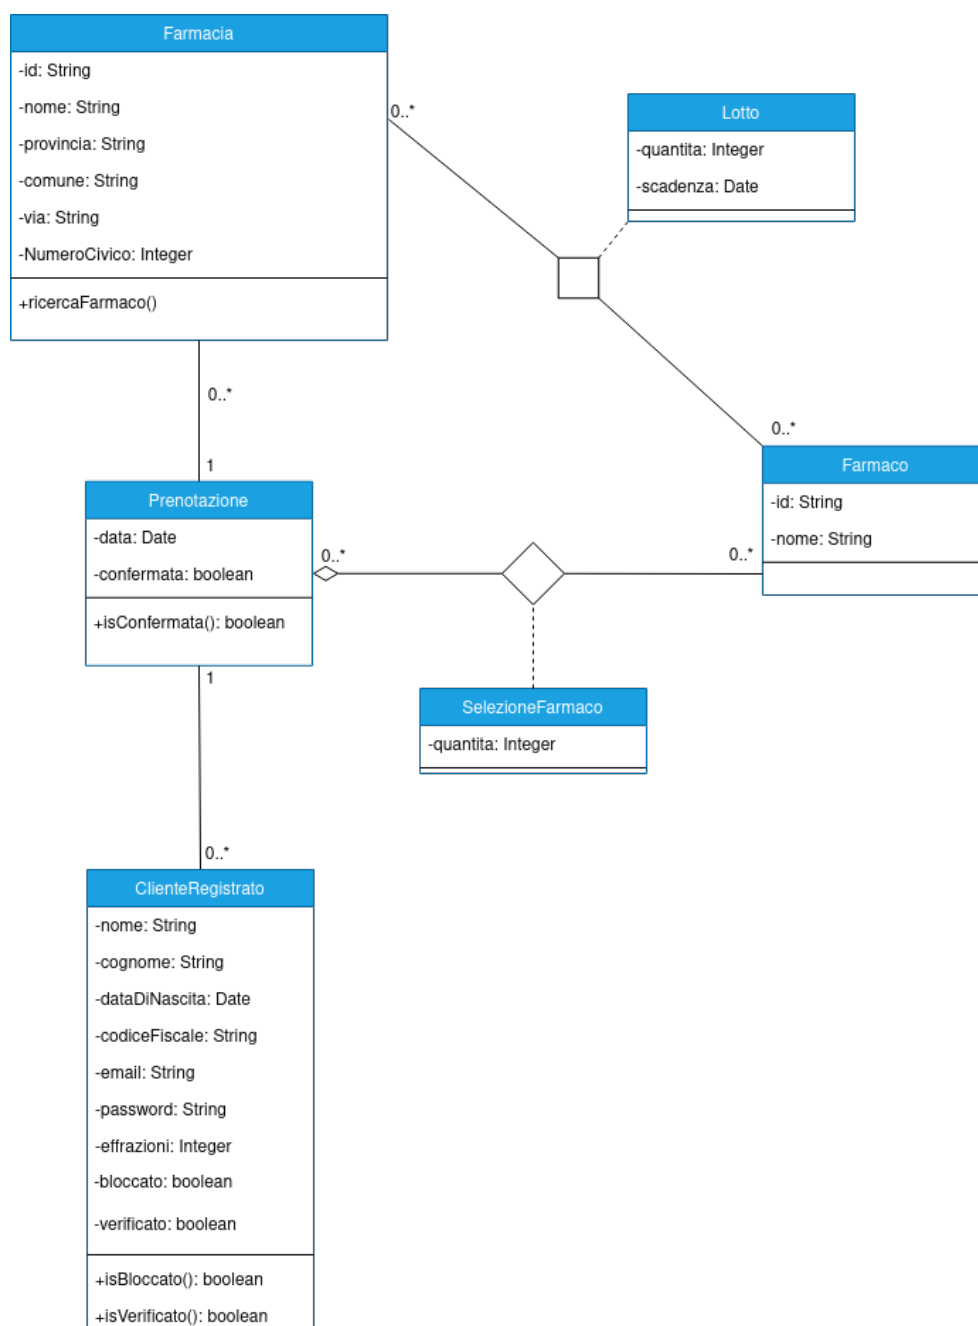 Farmacia
-id: String
-nome: String
-provincia: String
-comune: String
-via: String
-NumeroCivico: Integer
+ricercaFarmaco()
0..*
Lotto
-quantita: Integer
-scadenza: Date
0..*
1
0..*
Farmaco
-id: String
-nome: String
Prenotazione
-data: Date
-confermata: boolean
+isConfermata(): boolean
0..*
0..*
1
SelezioneFarmaco
-quantita: Integer
0..*
ClienteRegistrato
-nome: String
-cognome: String
-dataDiNascita: Date
-codiceFiscale: String
-email: String
-password: String
-effrazioni: Integer
-bloccato: boolean
-verificato: boolean
+isBloccato(): boolean
+isVerificato(): boolean